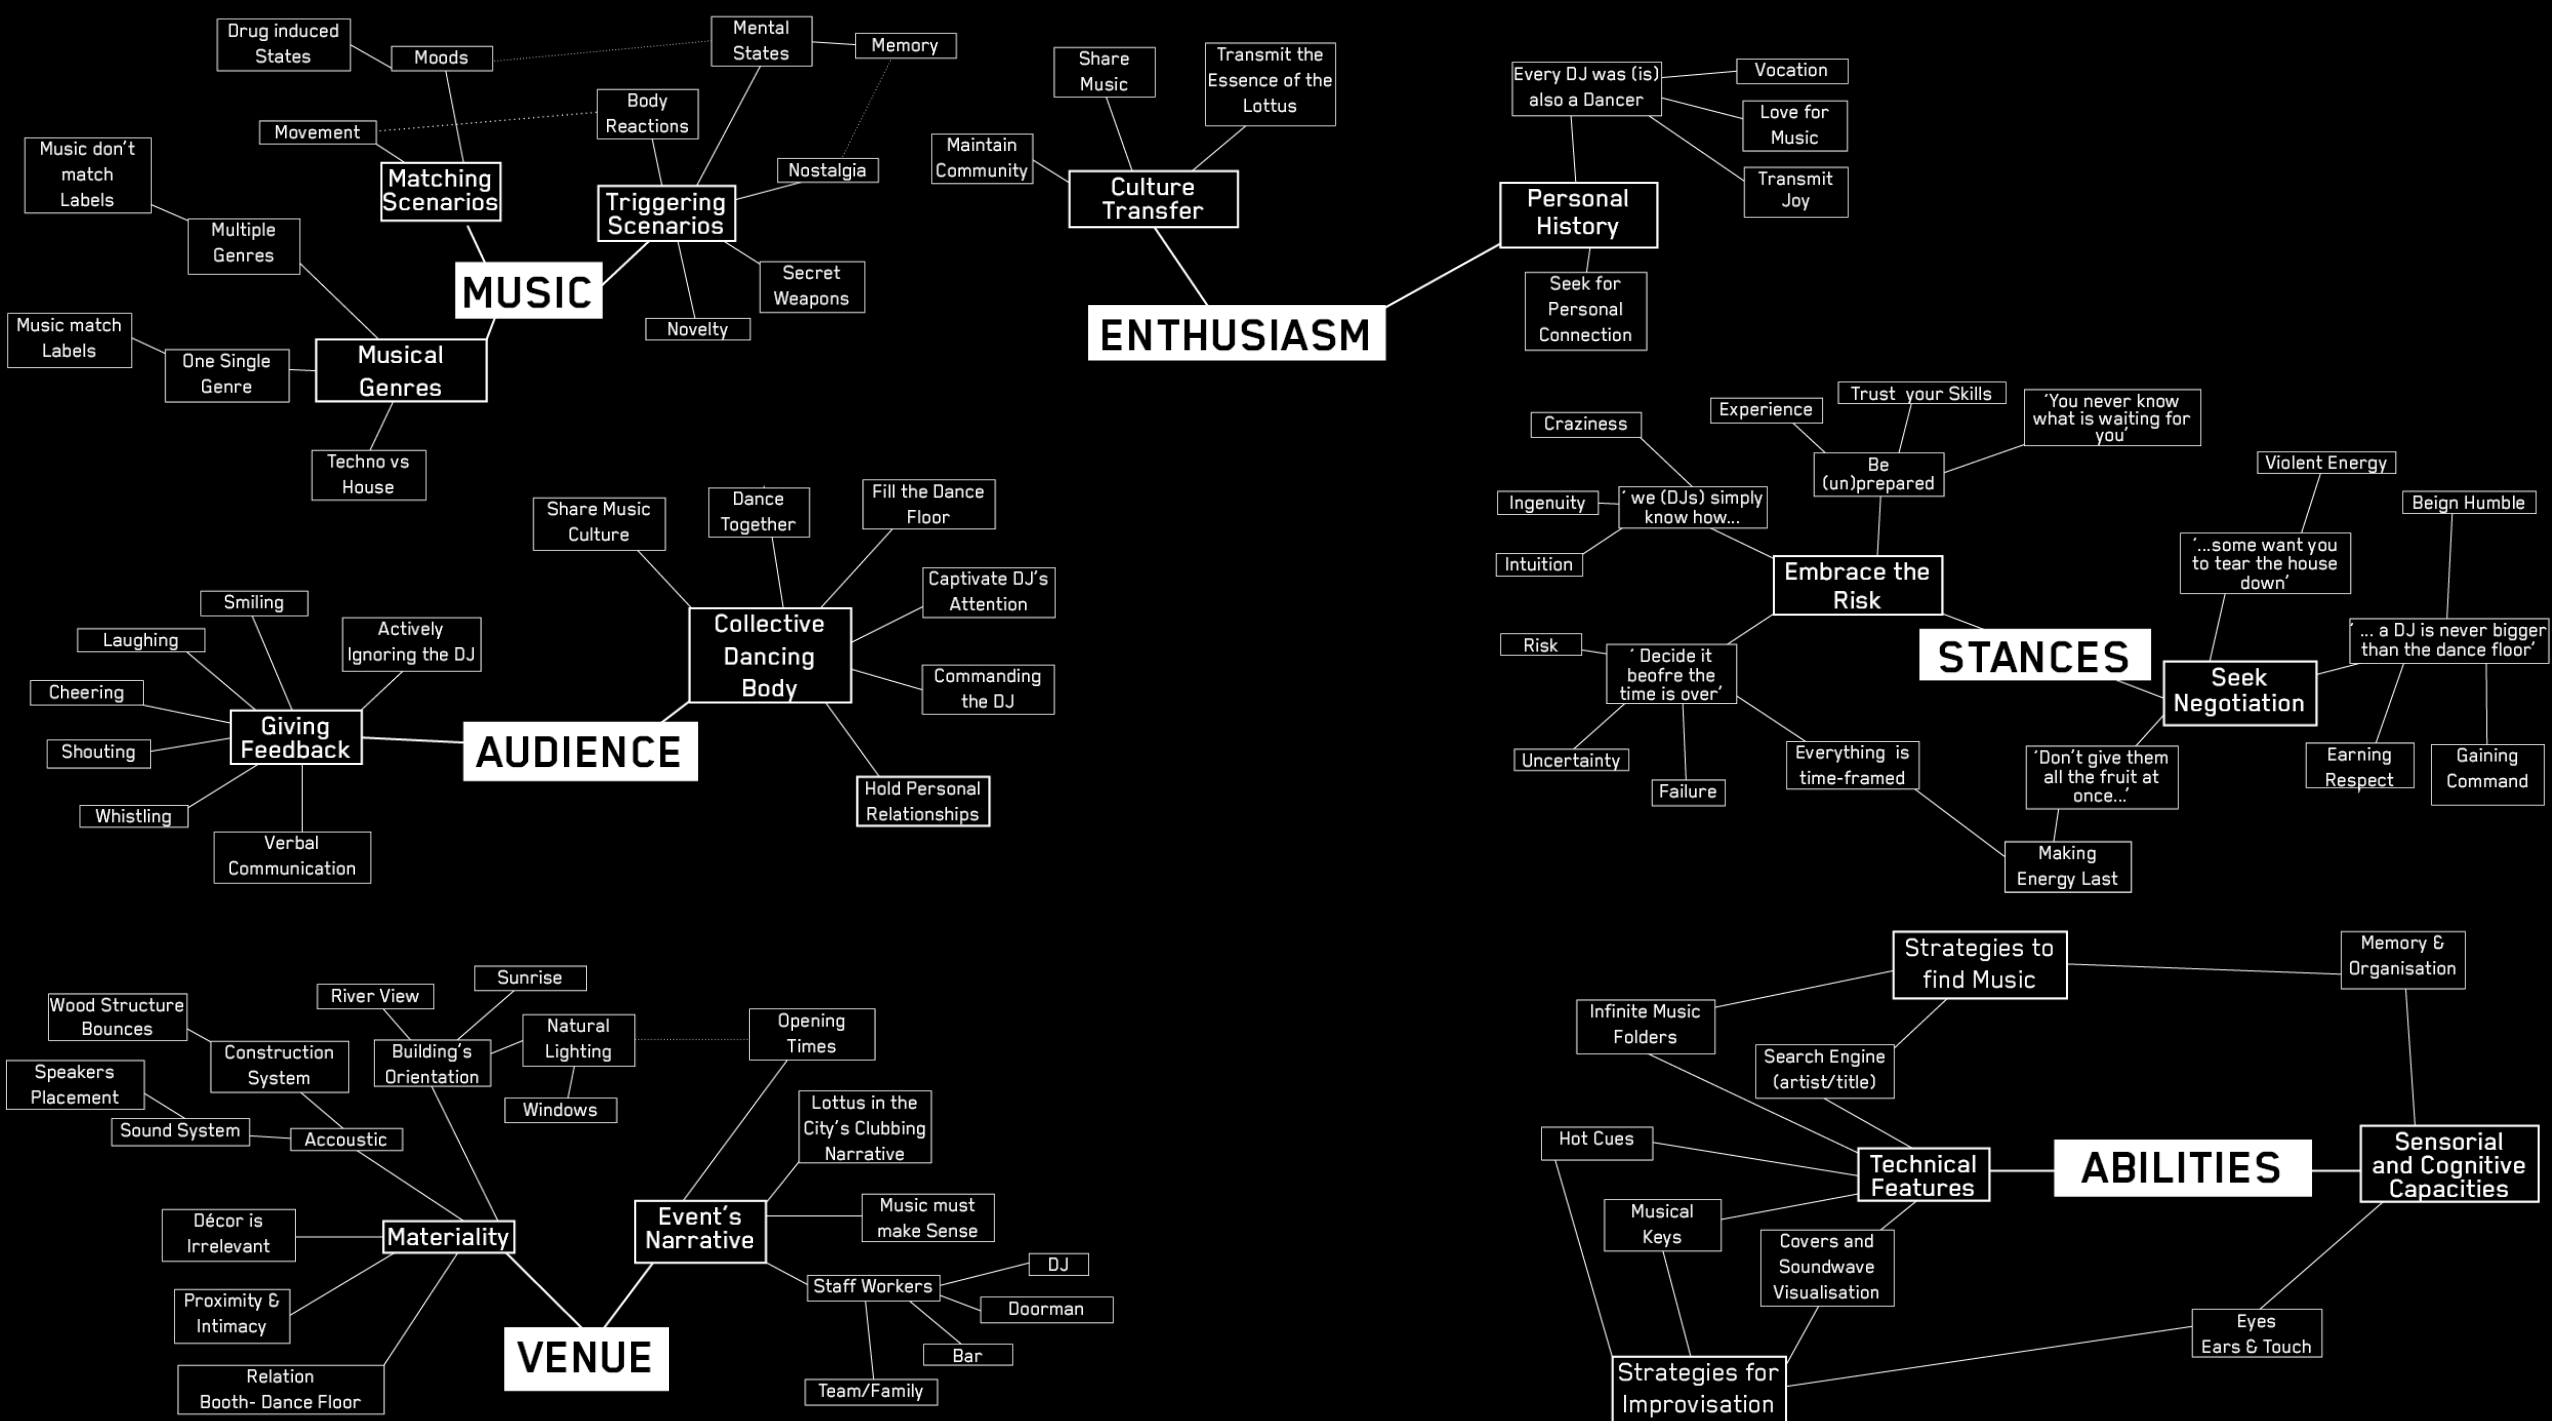 Drug induced
States
Moods
Mental
States
Memory
Movement
Body
Reactions
Music don't
match
Labels
Matching
Scenarios
Nostalgia
Triggering
Scenarios
Multiple
Genres
MUSIC
Secret
Weapons
Novelty
Music match
Labels
One Single
Genre
Musical
Genres
Techno vs
House
Share
Music
Transmit the
Essence of the
Lottus
Maintain
Community
Culture
Transfer
ENTHUSIASM
Every DJ was (is)
also a Dancer
Vocation
Love for
Music
Transmit
Joy
Personal
History
Seek for
Personal
Connection
Share Music
Culture
Dance
Together
Fill the Dance
Floor
Captivate DJ's
Attention
Collective
Dancing
Body
Commanding
the DJ
Hold Personal
Relationships
Smiling
Laughing
Actively
Ignoring the DJ
Cheering
Giving
Feedback
AUDIENCE
Shouting
Whistling
Verbal
Communication
Craziness
Experience
Trust your Skills
'You never know
what is waiting for
you'
Be
(un)prepared
Ingenuity
' we (DJs) simply
know how...
Intuition
Embrace the
Risk
Violent Energy
Beign Humble
'...some want you
to tear the house
down'
Risk
' Decide it
beofre the
time is over'
STANCES
' ... a DJ is never bigger
than the dance floor'
Seek
Negotiation
Uncertainty
Failure
Everything is
time-framed
'Don't give them
all the fruit at
once...'
Earning
Respect
Gaining
Command
Making
Energy Last
Sunrise
River View
Wood Structure
Bounces
Construction
System
Building's
Orientation
Natural
Lighting
Opening
Times
Speakers
Placement
Windows
Sound System
Accoustic
Lottus in the
City's Clubbing
Narrative
Décor is
Irrelevant
Materiality
Event's
Narrative
Music must
make Sense
Staff Workers
DJ
Doorman
Proximity &
Intimacy
VENUE
Bar
Relation
Booth- Dance Floor
Team/Family
Strategies to
find Music
Memory &
Organisation
Infinite Music
Folders
Search Engine
(artist/title)
Hot Cues
Technical
Features
ABILITIES
Sensorial
and Cognitive
Capacities
Musical
Keys
Covers and
Soundwave
Visualisation
Eyes
Ears & Touch
Strategies for
Improvisation